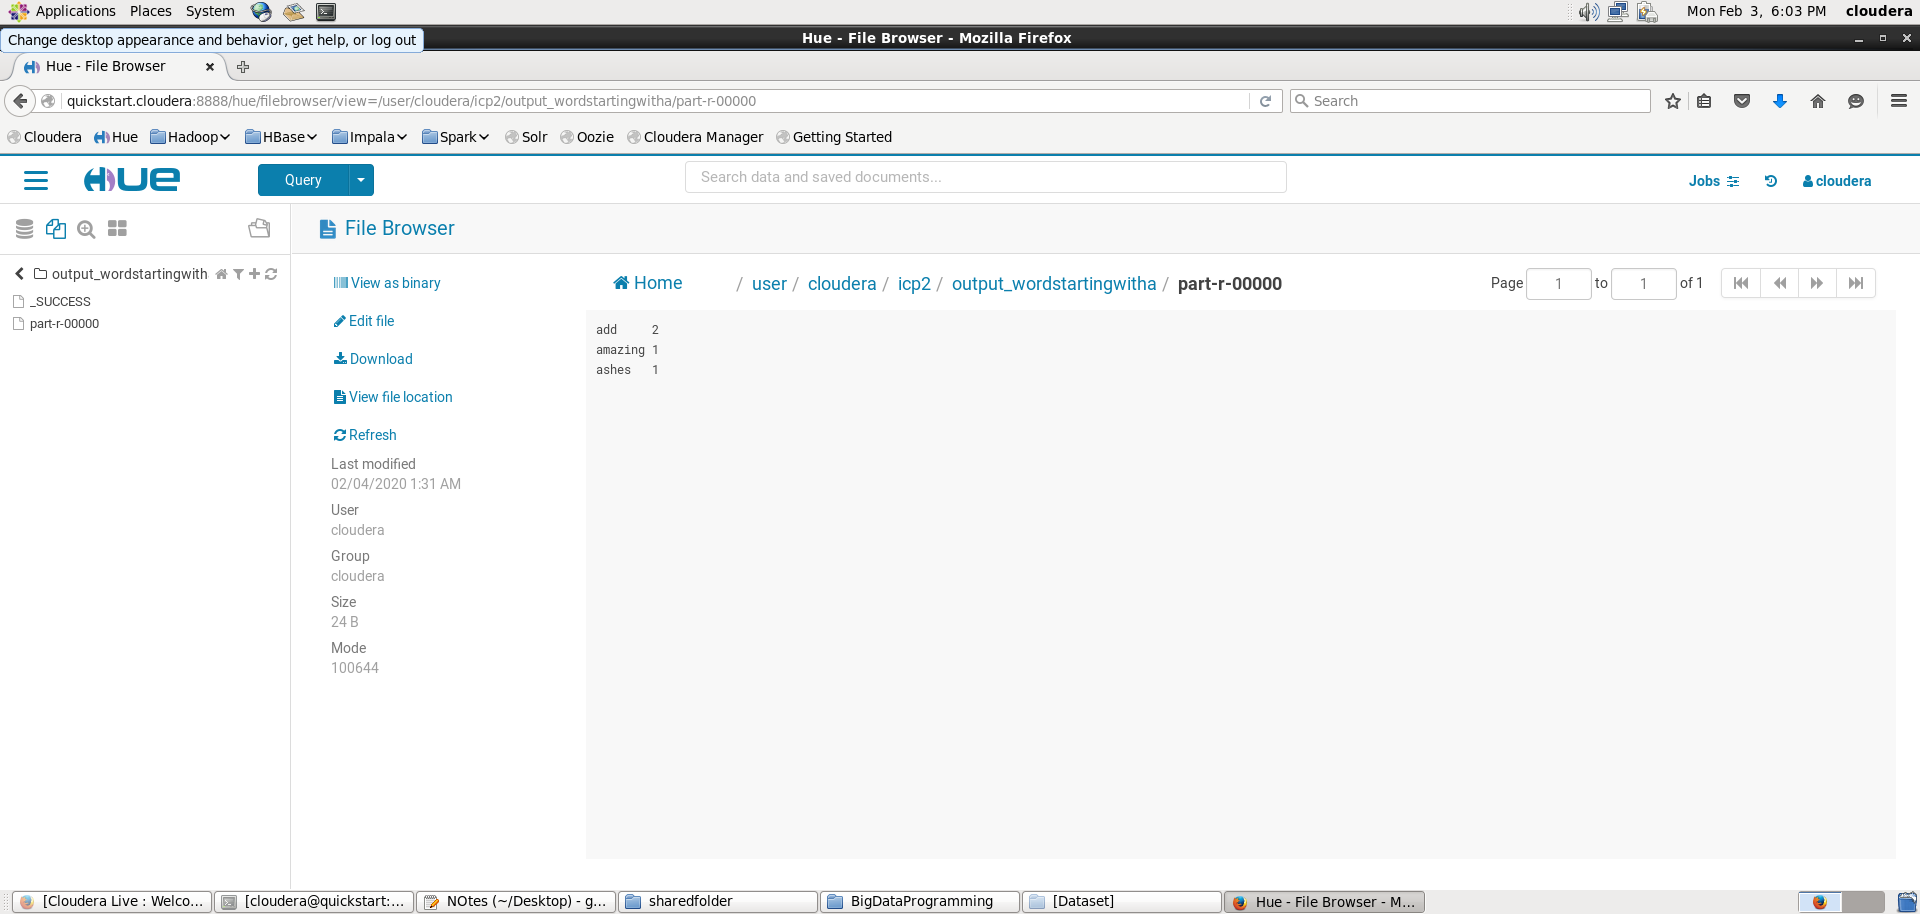 Applications Places System Mon Feb 3, 6:03 PM cloudera
Change desktop appearance and behavior, get help, or log out
Hue - File Browser - Mozilla Firefox
Hue - File Browser
quickstart.cloudera:8888/hue/filebrowser/view=/user/cloudera/icp2/output_wordstartingwitha/part-r-00000 Search
Cloudera Hue Hadoop HBase Impala Spark Solr Oozie Cloudera Manager Getting Started
HUE Query Search data and saved documents... Jobs cloudera
File Browser
output_wordstartingwith
_SUCCESS
part-r-00000
View as binary
Edit file
Download
View file location
Refresh
Last modified
02/04/2020 1:31 AM
User
cloudera
Group
cloudera
Size
24 B
Mode
100644
Home / user / cloudera / icp2 / output_wordstartingwitha / part-r-00000 Page 1 to 1 of 1
add 2
amazing 1
ashes 1
[Cloudera Live : Welco... [cloudera@quickstart:... NOtes (~/Desktop) - g... sharedfolder BigDataProgramming [Dataset] Hue - File Browser - M...